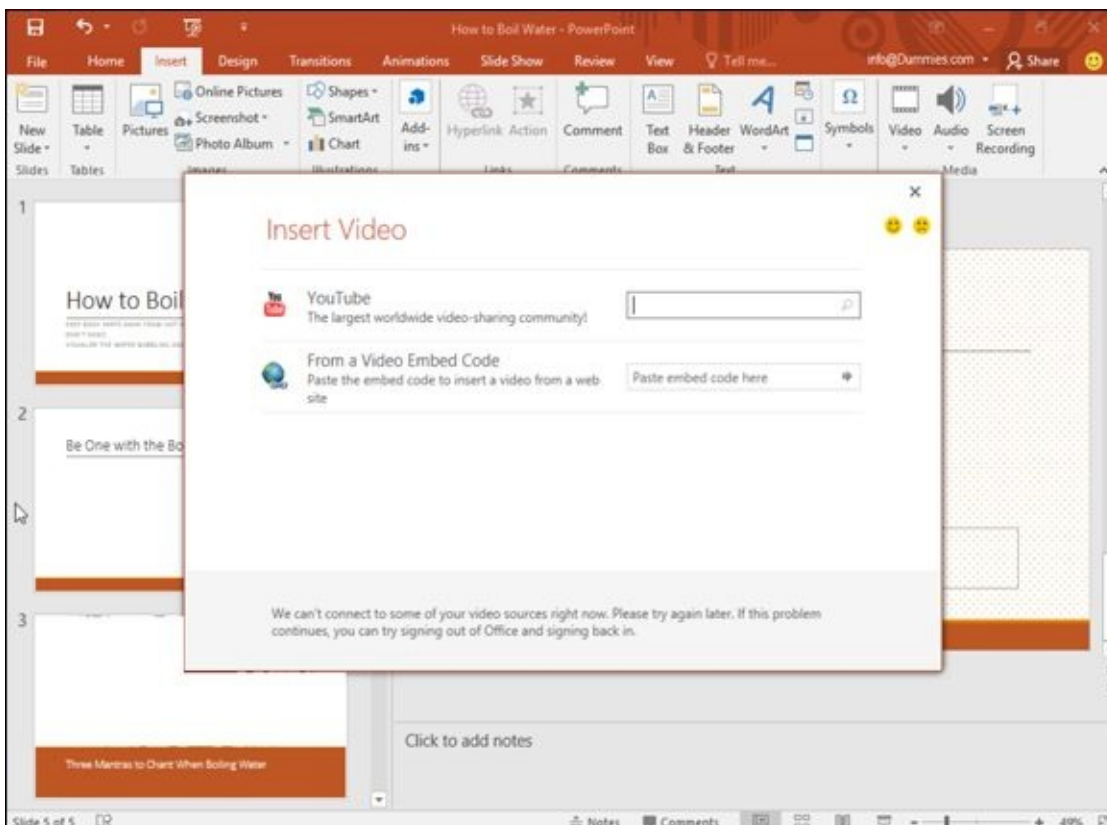 How to Boil Water - PowerPoint
File Home Insert Design Transitions Animations Slide Show Review View Tell me... info@Dummies.com Share
New Slide
Table
Pictures
Online Pictures
Screenshot
Photo Album
Shapes
SmartArt
Chart
Add-ins
Hyperlink
Action
Comment
Text Box
Header & Footer
WordArt
Symbols
Video
Audio
Screen Recording
Slides Tables Images Illustrations Links Comments Text Media
Insert Video
YouTube
The largest worldwide video-sharing community!
From a Video Embed Code
Paste the embed code to insert a video from a web
site
Paste embed code here
We can't connect to some of your video sources right now. Please try again later. If this problem
continues, you can try signing out of Office and signing back in.
1
How to Boil
2
Be One with the Bo
3
Three Mantras to Chant When Boiling Water
Click to add notes
Slide 5 of 5 Notes Comments 49%